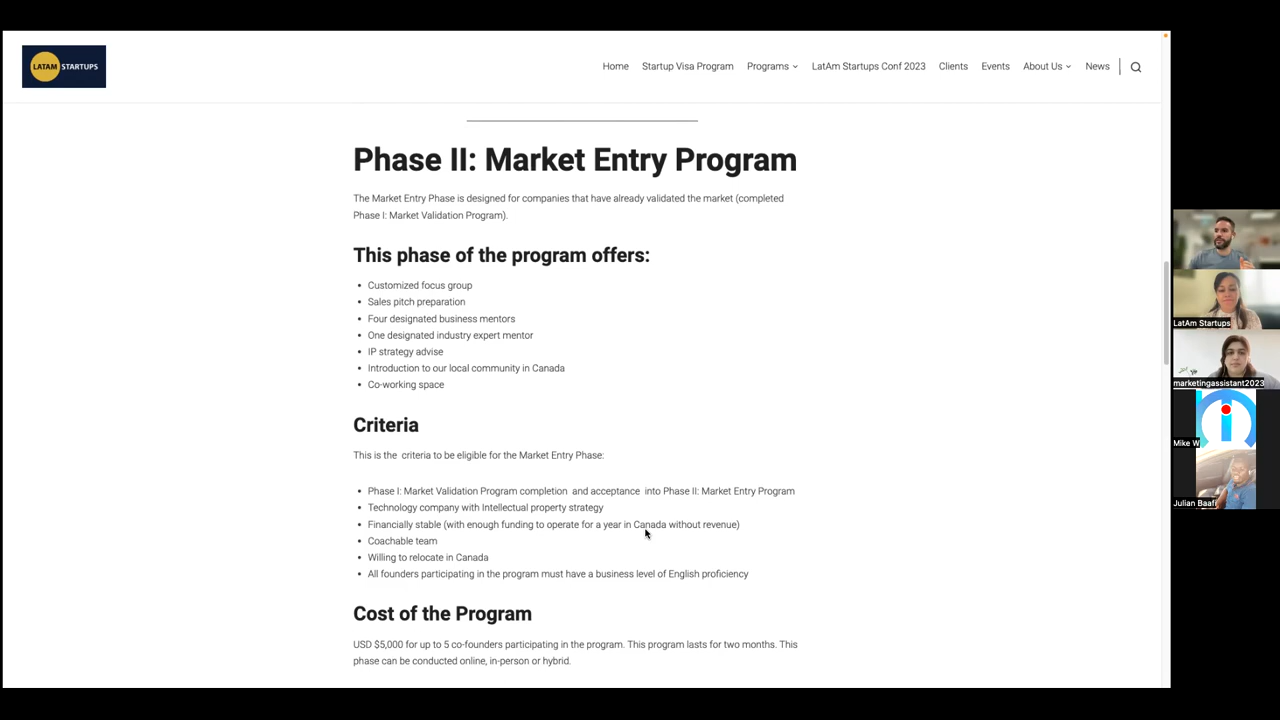 LATAM STARTUPS
Home Startup Visa Program Programs LatAm Startups Conf 2023 Clients Events About Us News
Phase II: Market Entry Program
The Market Entry Phase is designed for companies that have already validated the market (completed
Phase I: Market Validation Program).
This phase of the program offers:
• Customized focus group
• Sales pitch preparation
• Four designated business mentors
• One designated industry expert mentor
• IP strategy advise
• Introduction to our local community in Canada
• Co-working space
Criteria
This is the criteria to be eligible for the Market Entry Phase:
• Phase I: Market Validation Program completion and acceptance into Phase II: Market Entry Program
• Technology company with Intellectual property strategy
• Financially stable (with enough funding to operate for a year in Canada without revenue)
• Coachable team
• Willing to relocate in Canada
• All founders participating in the program must have a business level of English proficiency
Cost of the Program
USD $5,000 for up to 5 co-founders participating in the program. This program lasts for two months. This
phase can be conducted online, in-person or hybrid.
LatAm Startups
marketingassistant2023
Mike W
Julian Baafi